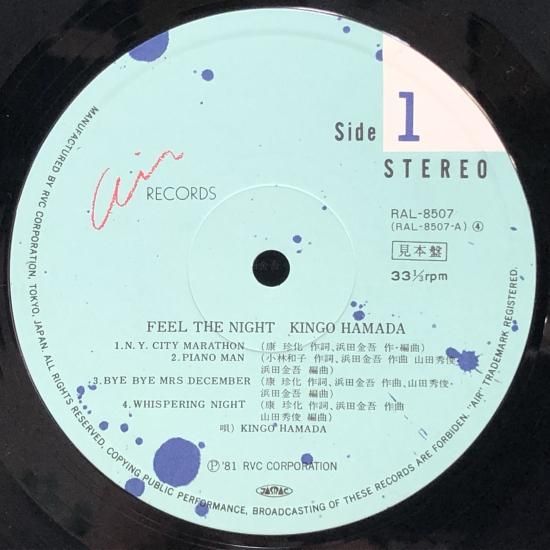 Side 1
STEREO
Air RECORDS
RAL-8507
(RAL-8507-A) ④
見本盤
33⅓rpm
FEEL THE NIGHT KINGO HAMADA
1.N.Y. CITY MARATHON (康 珍化 作詞、浜田金吾 作・編曲)
2.PIANO MAN (小林和子 作詞、浜田金吾 作曲 山田秀俊・
浜田金吾 編曲)
3.BYE BYE MRS DECEMBER (康 珍化 作詞、浜田金吾 作曲、山田秀俊・
浜田金吾 編曲)
4.WHISPERING NIGHT (康 珍化 作詞、浜田金吾 作曲
山田秀俊 編曲)
唄) KINGO HAMADA
Ⓟ '81 RVC CORPORATION
JASRAC
MANUFACTURED BY RVC CORPORATION, TOKYO, JAPAN. ALL RIGHTS RESERVED. COPYING PUBLIC PERFORMANCE, BROADCASTING OF THESE RECORDS ARE FORBIDDEN. "AIR" TRADEMARK REGISTERED.